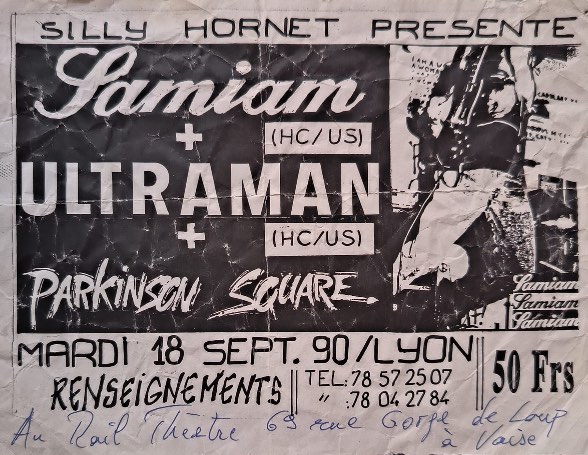 SILLY HORNET PRESENTE
Samiam
+ (HC/US)
ULTRAMAN
+ (HC/US)
PARKINSON SQUARE.
Samiam
Samiam
Samiam
MARDI 18 SEPT. 90/LYON
50 Frs
RENSEIGNEMENTS
TEL: 78 57 25 07
" : 78 04 27 84
Au Rail Théatre 69 rue Gorge de Loup
à Vaise